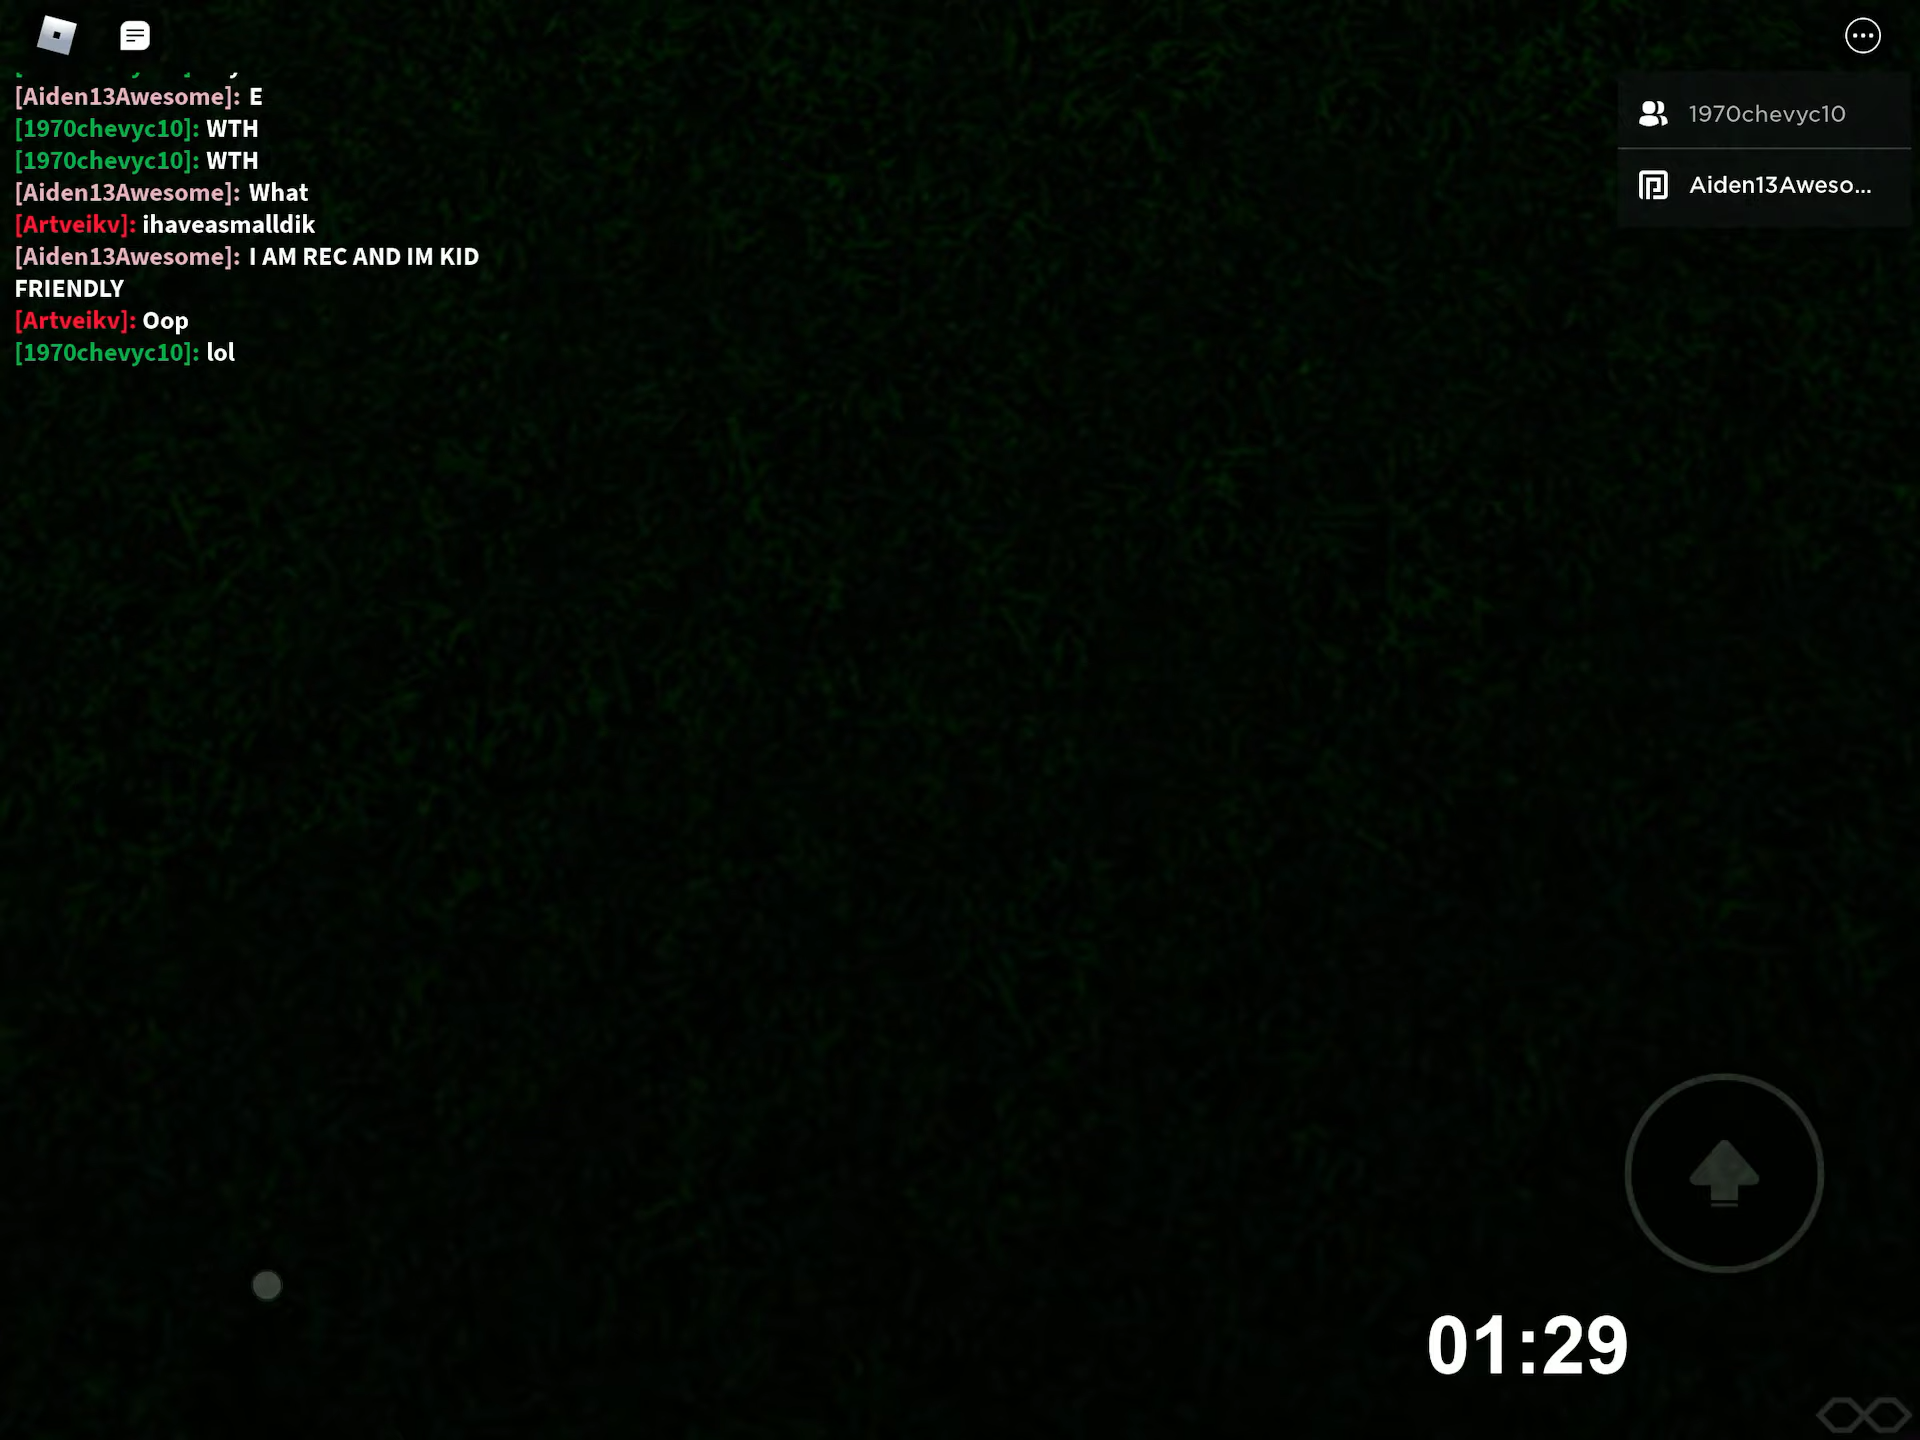 [Aiden13Awesome]: E
[1970chevyc10]: WTH
[1970chevyc10]: WTH
[Aiden13Awesome]: What
[Artveikv]: ihaveasmalldik
[Aiden13Awesome]: I AM REC AND IM KID
FRIENDLY
[Artveikv]: Oop
[1970chevyc10]: lol
1970chevyc10
Aiden13Aweso...
01:29